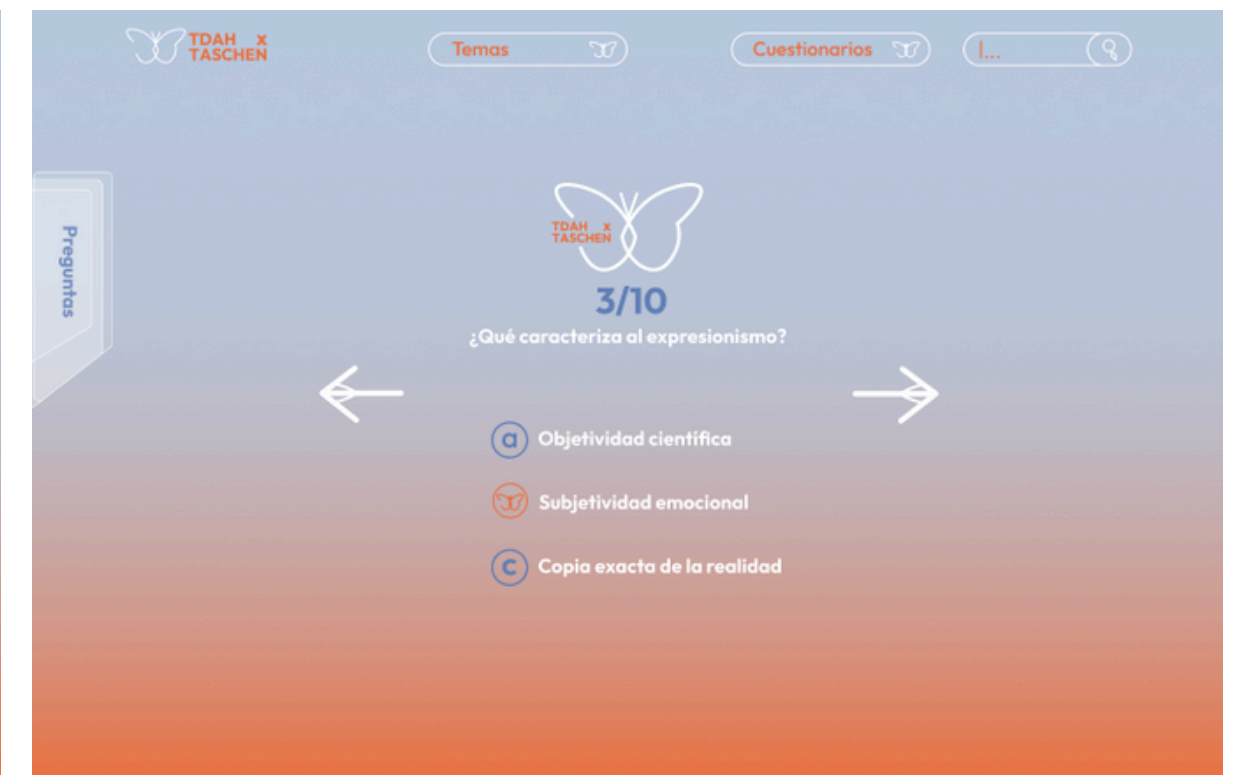 TDAH x
TASCHEN
Temas
Cuestionarios
|...
Preguntas
TDAH x
TASCHEN
3/10
¿Qué caracteriza al expresionismo?
a Objetividad científica
Subjetividad emocional
c Copia exacta de la realidad